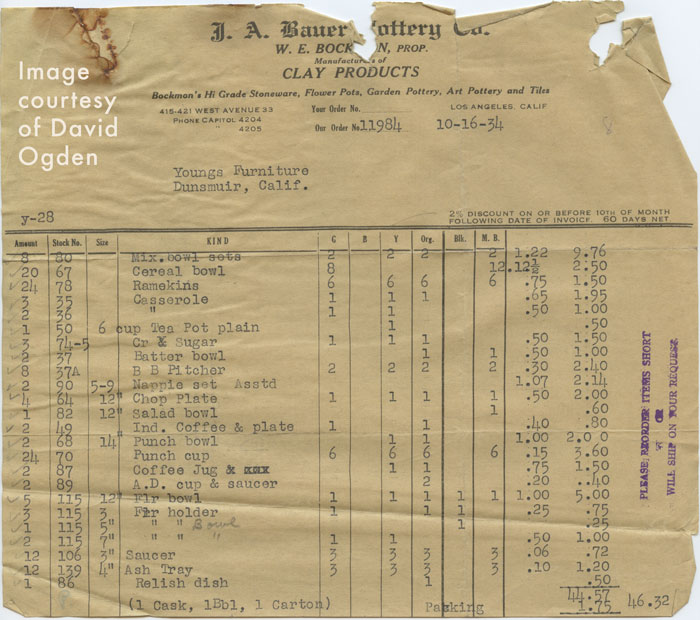 Image
courtesy
of David
Ogden
J. A. Bauer Pottery Co.
W. E. BOCKMON, PROP.
Manufacturers of
CLAY PRODUCTS
Bockmon's Hi Grade Stoneware, Flower Pots, Garden Pottery, Art Pottery and Tiles
415-421 WEST AVENUE 33 Your Order No. LOS ANGELES, CALIF
PHONE CAPITOL 4204 Our Order No. 11984 10-16-34
" 4205
Youngs Furniture
Dunsmuir, Calif.
y-28
2% DISCOUNT ON OR BEFORE 10TH OF MONTH
FOLLOWING DATE OF INVOICE. 60 DAYS NET.
Amount Stock No. Size KIND G B Y Org. Blk. M. B.
8 80 Mix. bowl sets 2 2 2 2 1.22 9.76
20 67 Cereal bowl 8 12 .12½ 2.50
24 78 Ramekins 6 6 6 6 .75 1.50
3 35 Casserole 1 1 1 .65 1.95
2 36 " 1 1 .50 1.00
1 50 6 cup Tea Pot plain 1 .50
3 74-5 Cr & Sugar 1 1 1 .50 1.50
2 37 Batter bowl 1 1 .50 1.00
8 37A B B Pitcher 2 2 2 2 .30 2.40
2 90 5-9 Nappie set Asstd 1.07 2.14
4 64 12" Chop Plate 1 1 1 1 .50 2.00
1 82 12" Salad bowl 1 .60
2 49 Ind. Coffee & plate 1 1 .40 .80
2 68 14" Punch bowl 1 1 1.00 2.0 0
24 70 Punch cup 6 6 6 6 .15 3.60
2 87 Coffee Jug & xxx 1 1 .75 1.50
2 89 A.D. cup & saucer 2 .20 .40
5 115 12" Flr bowl 1 1 1 1 1 1.00 5.00
3 115 3 Flr holder 1 1 1 .25 .75
1 115 5" " " Bowl 1 .25
2 115 7" " " " 1 1 .50 1.00
12 106 3" Saucer 3 3 3 3 .06 .72
12 139 4" Ash Tray 3 3 3 3 .10 1.20
1 86 Relish dish 1 .50
44.57
(1 Cask, 1Bbl, 1 Carton) Packing 1.75 46.32
PLEASE REORDER ITEMS SHORT
OR
WILL SHIP ON YOUR REQUEST